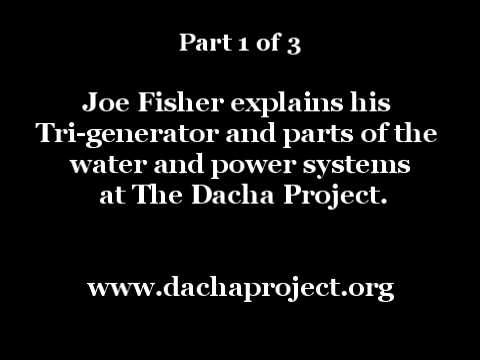 Part 1 of 3
Joe Fisher explains his
Tri-generator and parts of the
water and power systems
at The Dacha Project.
www.dachaproject.org